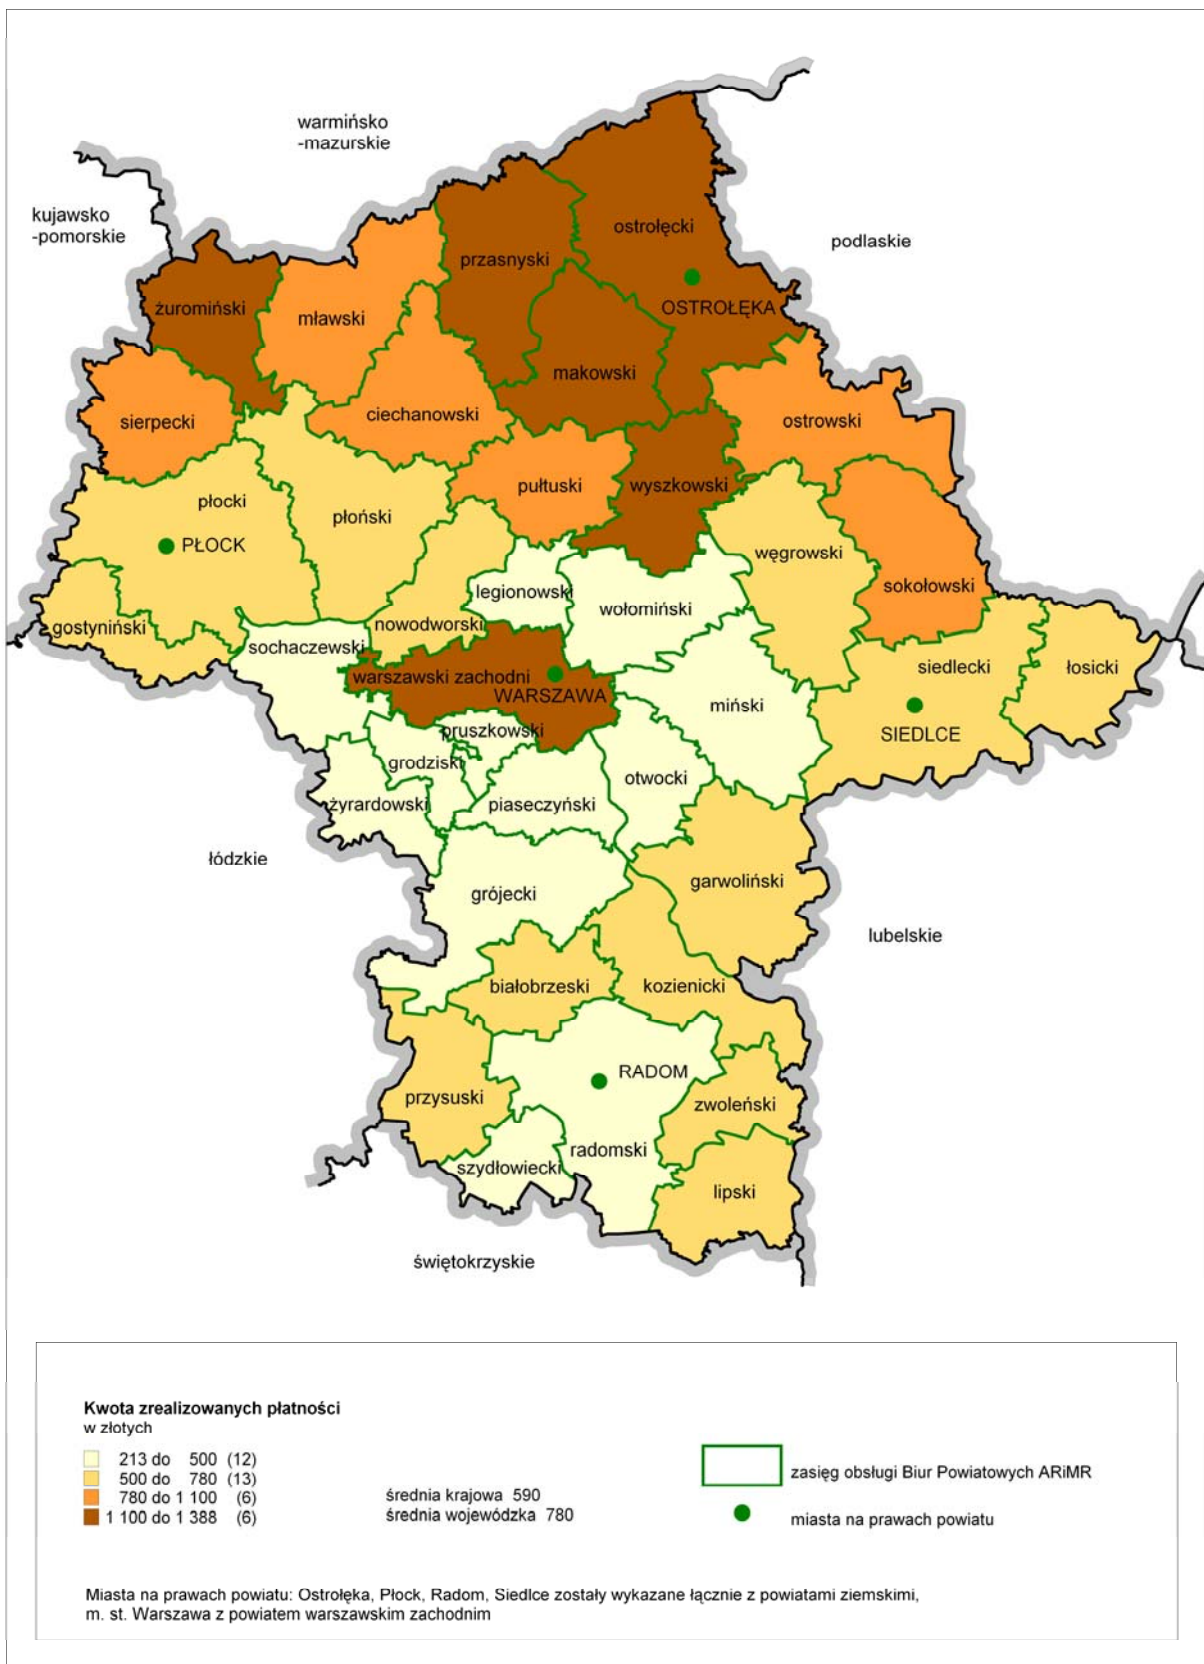 warmińsko
-mazurskie
kujawsko
-pomorskie
podlaskie
ostrołęcki
przasnyski
OSTROŁĘKA
żuromiński
mławski
makowski
ciechanowski
sierpecki
ostrowski
pułtuski
wyszkowski
płocki
płoński
PŁOCK
węgrowski
sokołowski
legionowski
wołomiński
gostyniński
nowodworski
sochaczewski
siedlecki
łosicki
warszawski zachodni
WARSZAWA
miński
SIEDLCE
pruszkowski
grodziski
otwocki
żyrardowski
piaseczyński
łódzkie
grójecki
garwoliński
lubelskie
białobrzeski
kozienicki
RADOM
przysuski
zwoleński
radomski
szydłowiecki
lipski
świętokrzyskie
Kwota zrealizowanych płatności
w złotych
213 do 500 (12)
500 do 780 (13)
780 do 1 100 (6)
1 100 do 1 388 (6)
średnia krajowa 590
średnia wojewódzka 780
zasięg obsługi Biur Powiatowych ARiMR
miasta na prawach powiatu
Miasta na prawach powiatu: Ostrołęka, Płock, Radom, Siedlce zostały wykazane łącznie z powiatami ziemskimi,
m. st. Warszawa z powiatem warszawskim zachodnim